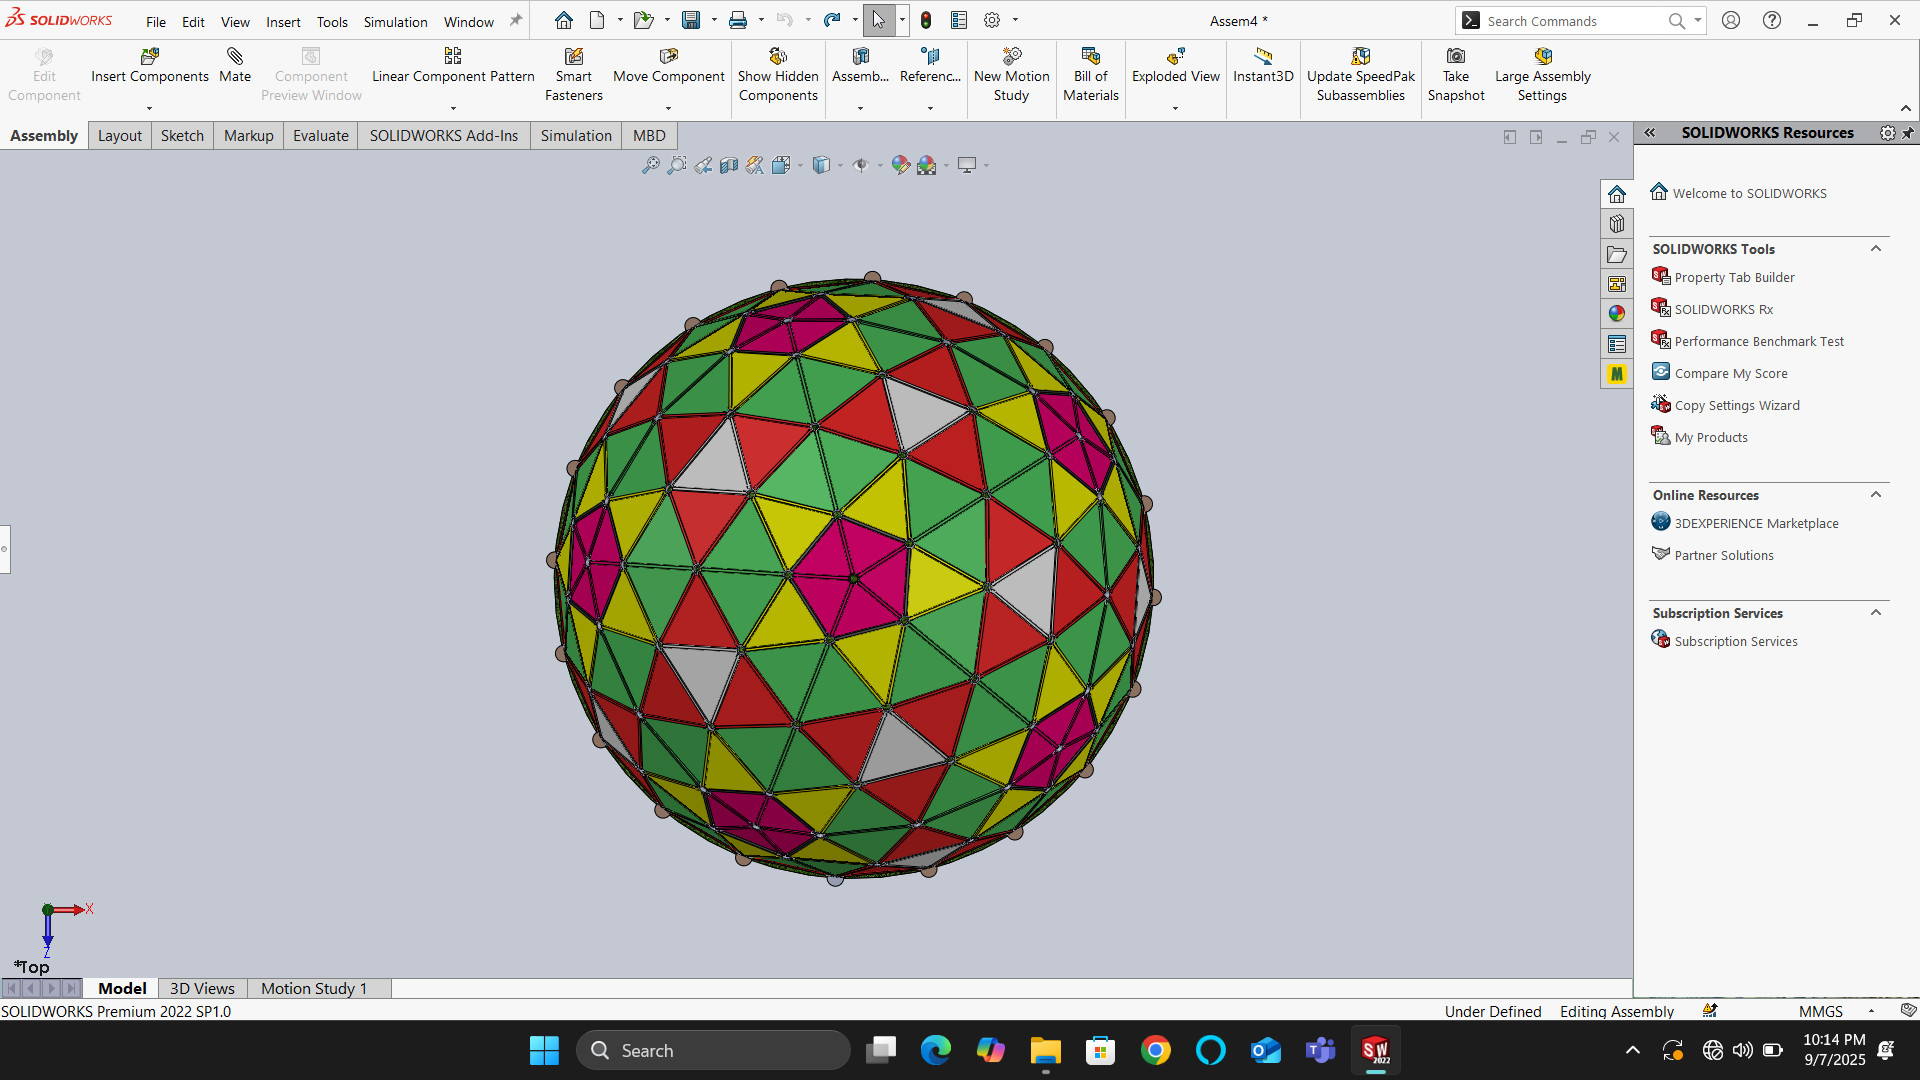 SOLIDWORKS File Edit View Insert Tools Simulation Window Assem4 * Search Commands
Edit Component Insert Components Mate Component Preview Window Linear Component Pattern Smart Fasteners Move Component Show Hidden Components Assemb... Referenc... New Motion Study Bill of Materials Exploded View Instant3D Update SpeedPak Subassemblies Take Snapshot Large Assembly Settings
Assembly Layout Sketch Markup Evaluate SOLIDWORKS Add-Ins Simulation MBD
SOLIDWORKS Resources
Welcome to SOLIDWORKS
SOLIDWORKS Tools
Property Tab Builder
SOLIDWORKS Rx
Performance Benchmark Test
Compare My Score
Copy Settings Wizard
My Products
Online Resources
3DEXPERIENCE Marketplace
Partner Solutions
Subscription Services
Subscription Services
X
Z
*Top
Model 3D Views Motion Study 1
SOLIDWORKS Premium 2022 SP1.0 Under Defined Editing Assembly MMGS
Search
10:14 PM
9/7/2025